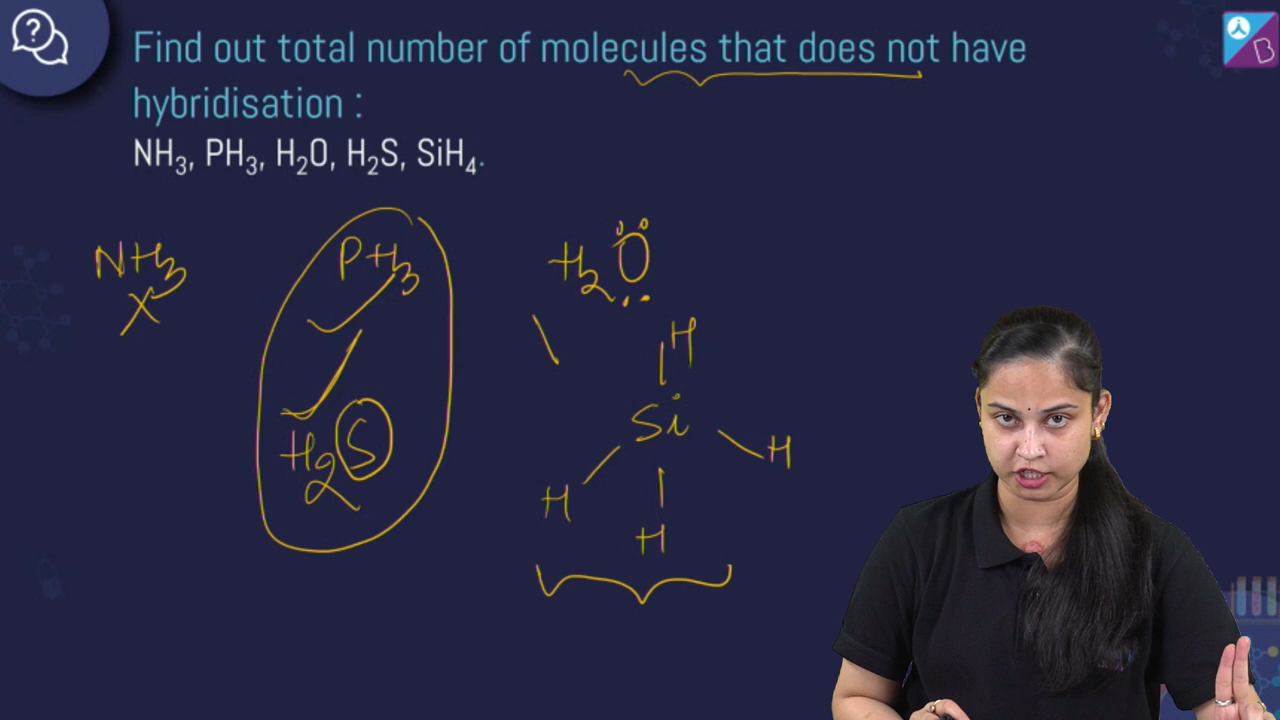 Find out total number of molecules that does not have
hybridisation :
NH₃, PH₃, H₂O, H₂S, SiH₄.
NH₃
X
PH₃
H₂O
H
Si
H
H₂S
H
H
B